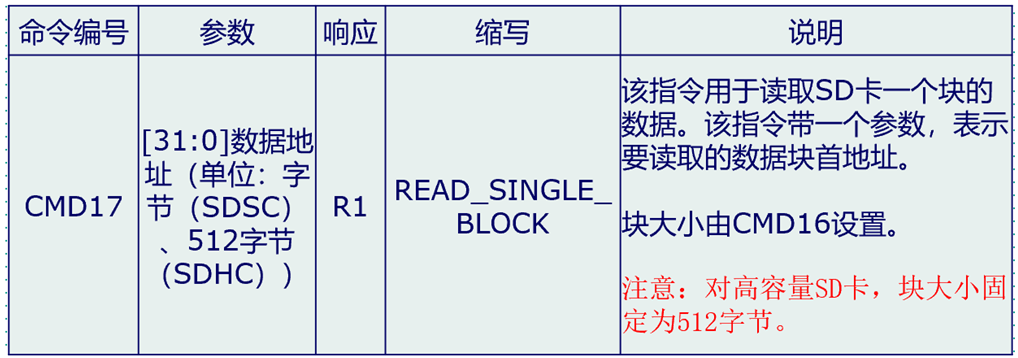 命令编号 参数 响应 缩写 说明
CMD17
[31:0]数据地
址（单位：字
节（SDSC）
、512字节
（SDHC））
R1
READ_SINGLE_
BLOCK
该指令用于读取SD卡一个块的
数据。该指令带一个参数，表示
要读取的数据块首地址。
块大小由CMD16设置。
注意：对高容量SD卡，块大小固
定为512字节。